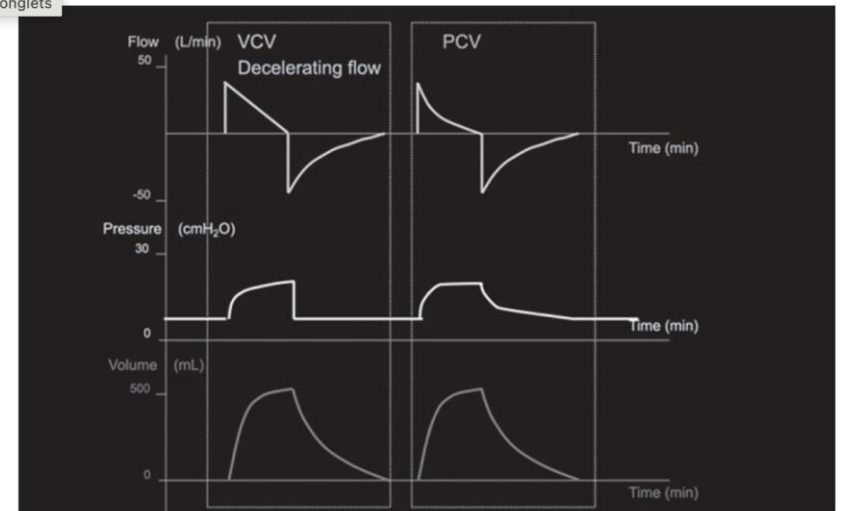 onglets
Flow (L/min) VCV PCV
Decelerating flow
50
Time (min)
-50
Pressure (cmH₂O)
30
Time (min)
0
Volume (mL)
500
0
Time (min)